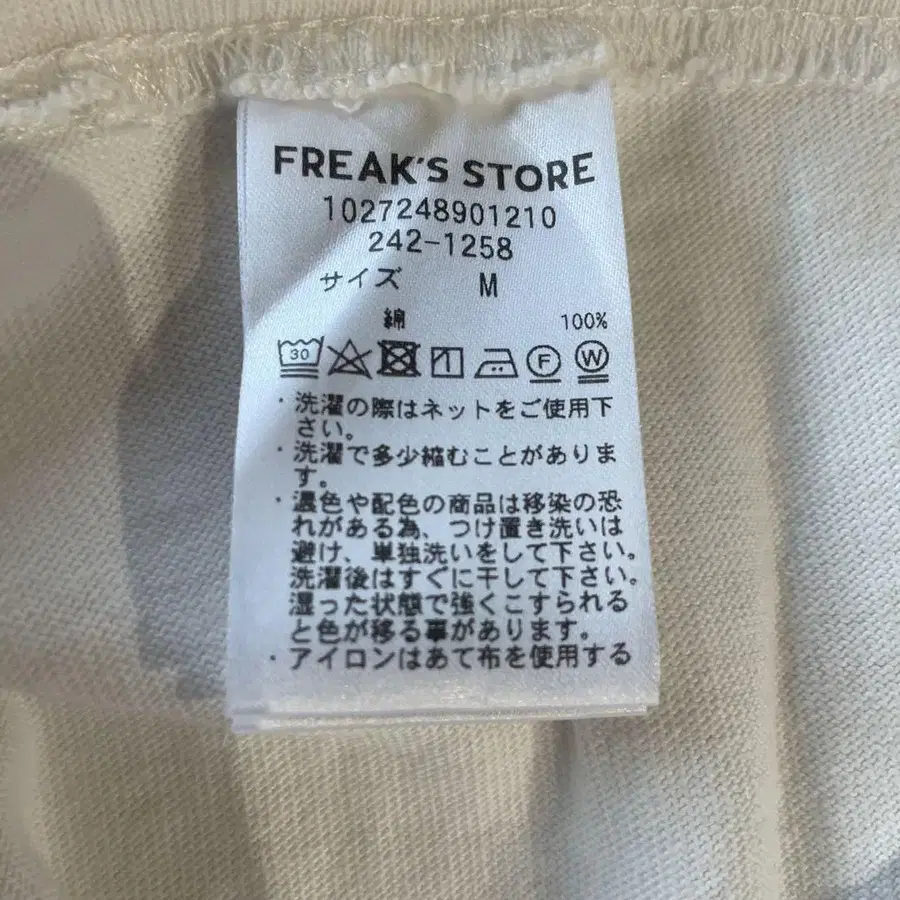 FREAK'S STORE
1027248901210
242-1258
サイズ M
綿 100%
30 F W
・洗濯の際はネットをご使用下
さい。
・洗濯で多少縮むことがありま
す。
・濃色や配色の商品は移染の恐
れがある為、つけ置き洗いは
避け、単独洗いをして下さい。
洗濯後はすぐに干して下さい。
湿った状態で強くこすられる
と色が移る事があります。
・アイロンはあて布を使用する